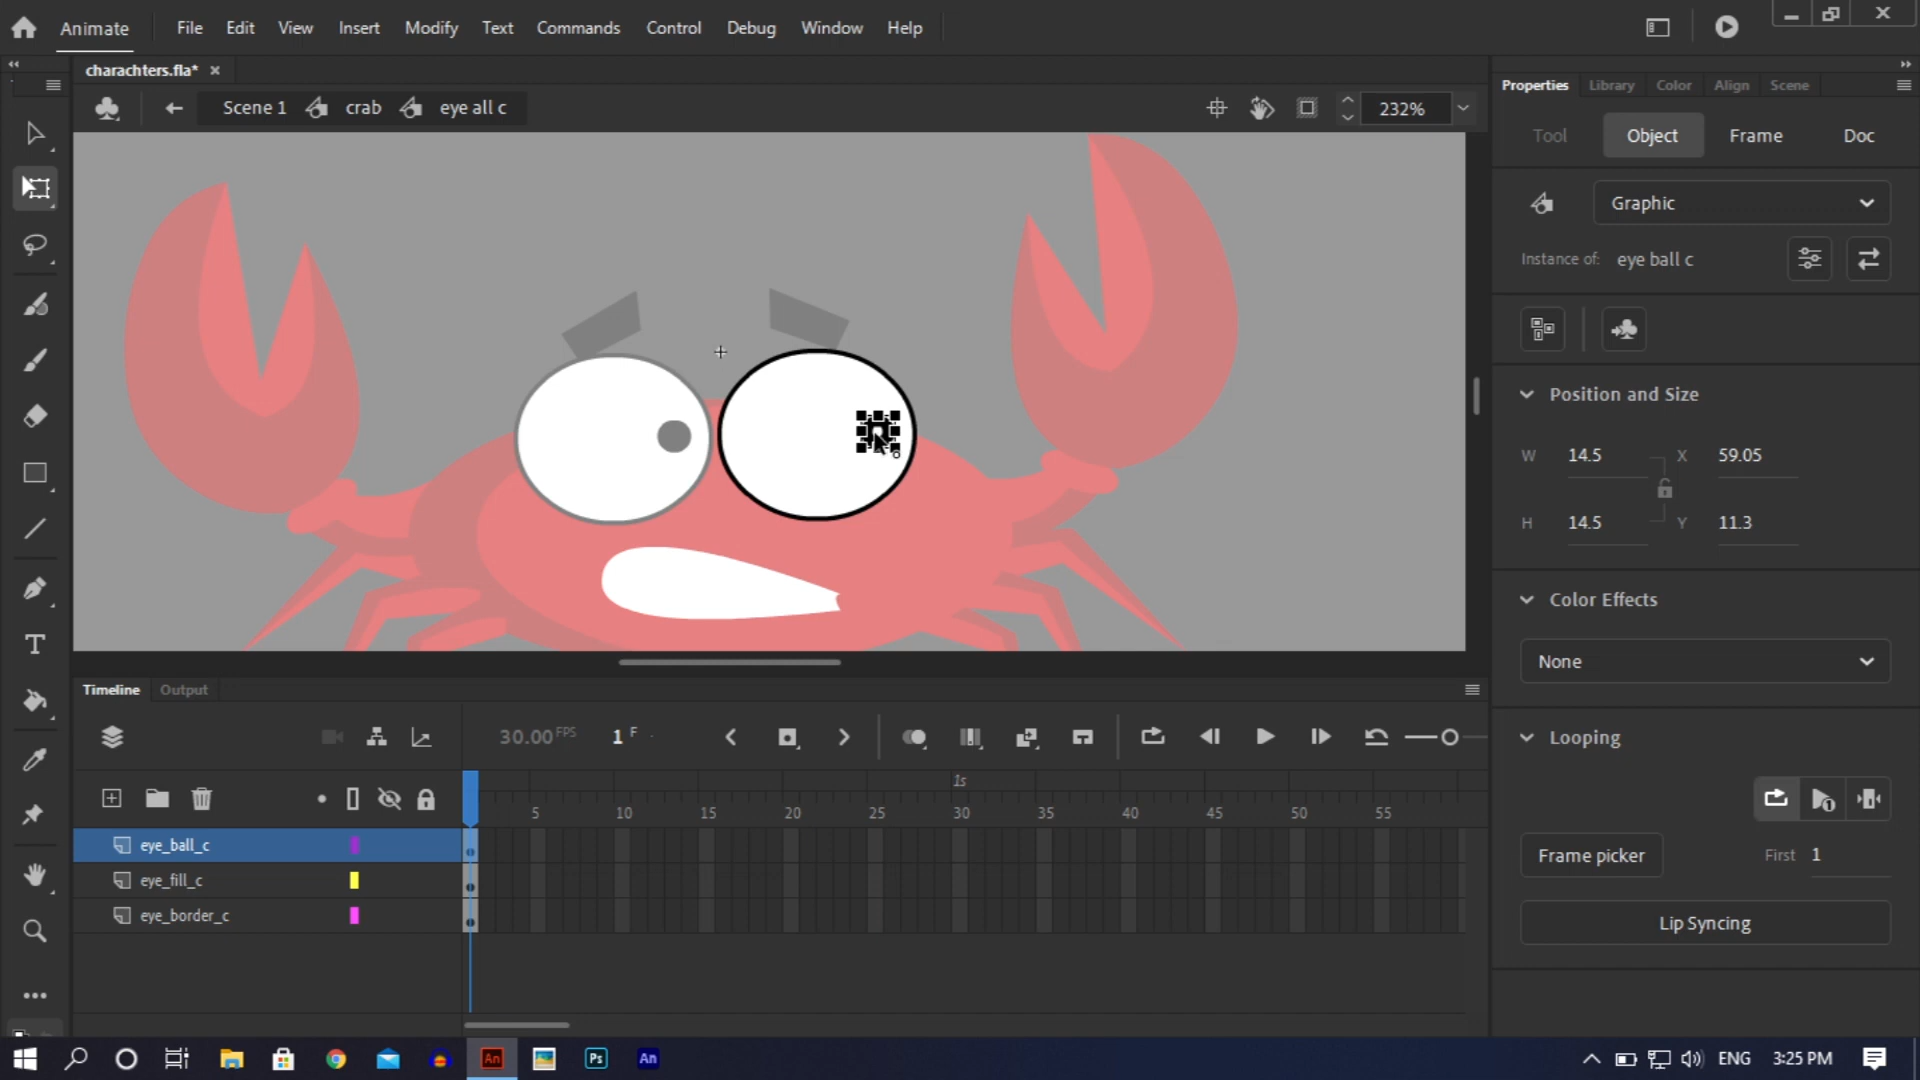 Animate File Edit View Insert Modify Text Commands Control Debug Window Help
charachters.fla*
Scene 1 crab eye all c 232%
Properties Library Color Align Scene
Tool Object Frame Doc
Graphic
Instance of: eye ball c
Position and Size
W 14.5 X 59.05
H 14.5 Y 11.3
Color Effects
None
Looping
Frame picker First 1
Lip Syncing
Timeline Output
30.00 FPS 1 F
1s
5 10 15 20 25 30 35 40 45 50 55
eye_ball_c
eye_fill_c
eye_border_c
An Ps An ENG 3:25 PM